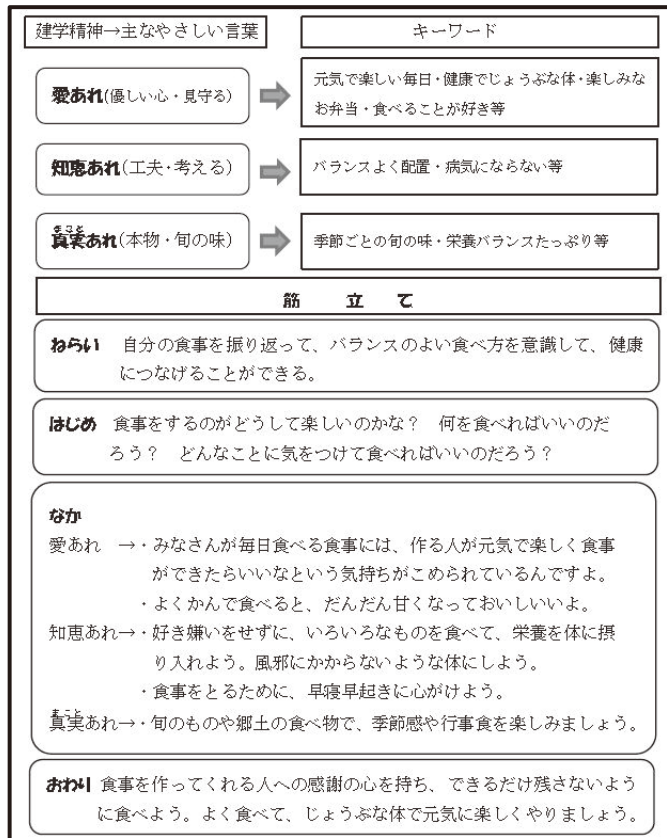 建学精神→主なやさしい言葉
キーワード
愛あれ(優しい心・見守る)
元気で楽しい毎日・健康でじょうぶな体・楽しみな
お弁当・食べることが好き等
知恵あれ(工夫・考える)
バランスよく配置・病気にならない等
まこと
真実あれ(本物・旬の味)
季節ごとの旬の味・栄養バランスたっぷり等
筋 立 て
ねらい 自分の食事を振り返って、バランスのよい食べ方を意識して、健康
につなげることができる。
はじめ 食事をするのがどうして楽しいのかな? 何を食べればいいのだ
ろう? どんなことに気をつけて食べればいいのだろう?
なか
愛あれ →・みなさんが毎日食べる食事には、作る人が元気で楽しく食事
ができたらいいなという気持ちがこめられているんですよ。
・よくかんで食べると、だんだん甘くなっておいしいいよ。
知恵あれ→・好き嫌いをせずに、いろいろなものを食べて、栄養を体に摂
り入れよう。風邪にかからないような体にしよう。
・食事をとるために、早寝早起きに心がけよう。
まこと
真実あれ→・旬のものや郷土の食べ物で、季節感や行事食を楽しみましょう。
おわり 食事を作ってくれる人への感謝の心を持ち、できるだけ残さないよう
に食べよう。よく食べて、じょうぶな体で元気に楽しくやりましょう。